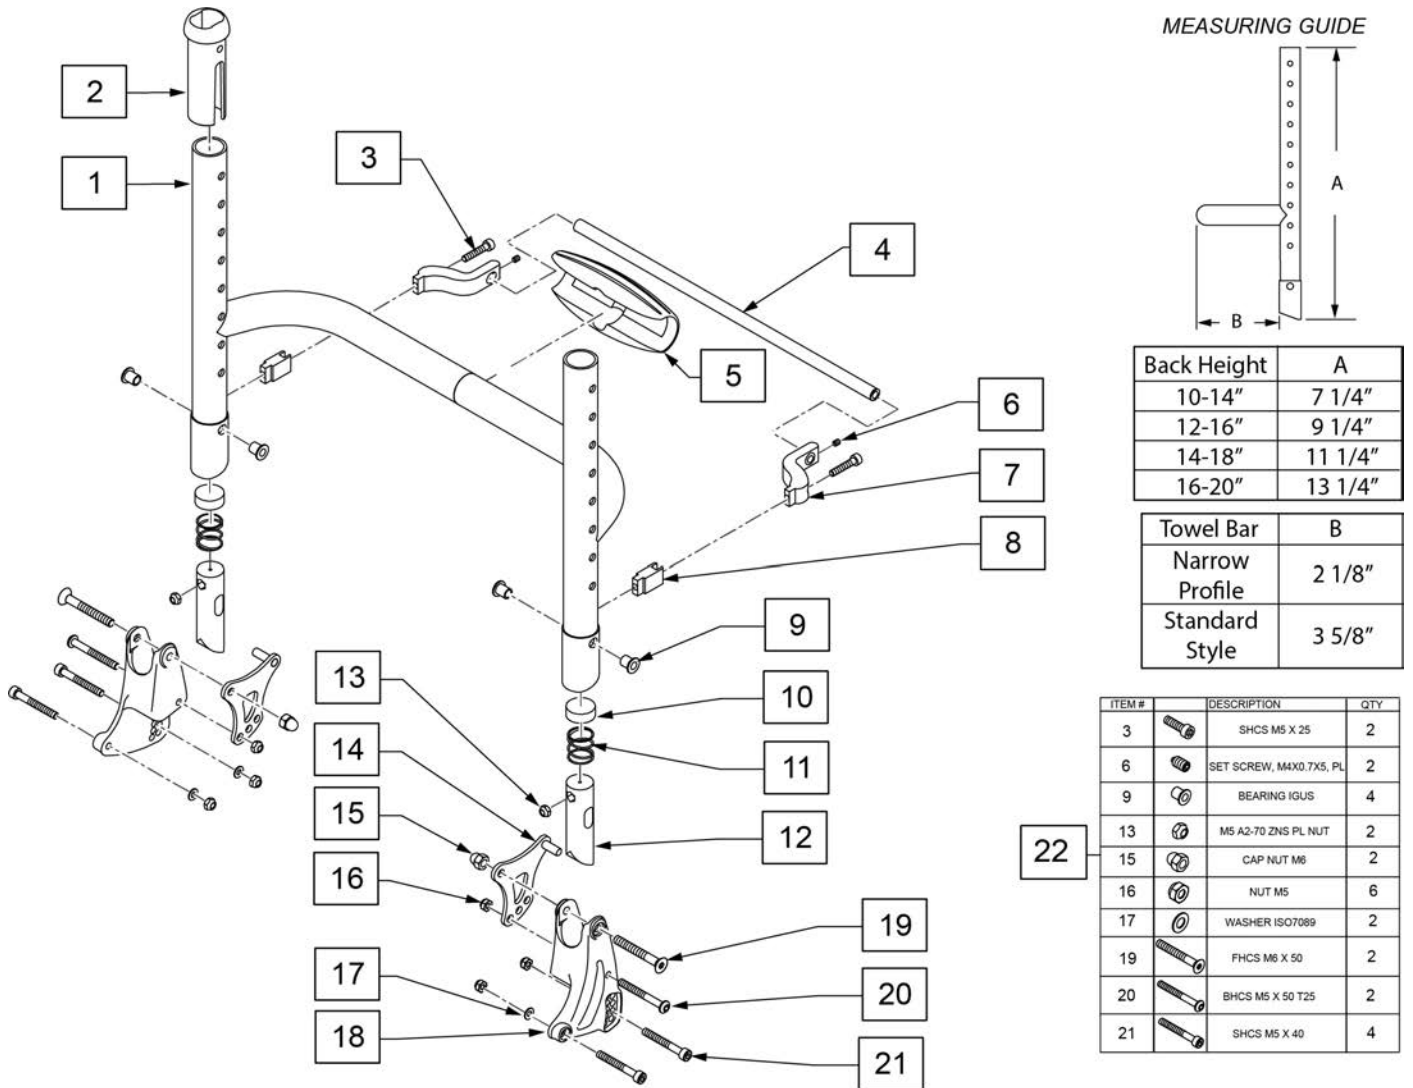 MEASURING GUIDE
2
1
3
4
5
6
7
8
9
10
11
12
13
14
15
16
17
18
19
20
21
22
A
B
Back Height A
10-14" 7 1/4"
12-16" 9 1/4"
14-18" 11 1/4"
16-20" 13 1/4"
Towel Bar B
Narrow
Profile 2 1/8"
Standard
Style 3 5/8"
ITEM # DESCRIPTION QTY
3 SHCS M5 X 25 2
6 SET SCREW, M4X0.7X5, PL 2
9 BEARING IGUS 4
13 M5 A2-70 ZNS PL NUT 2
15 CAP NUT M6 2
16 NUT M5 6
17 WASHER ISO7089 2
19 FHCS M6 X 50 2
20 BHCS M5 X 50 T25 2
21 SHCS M5 X 40 4